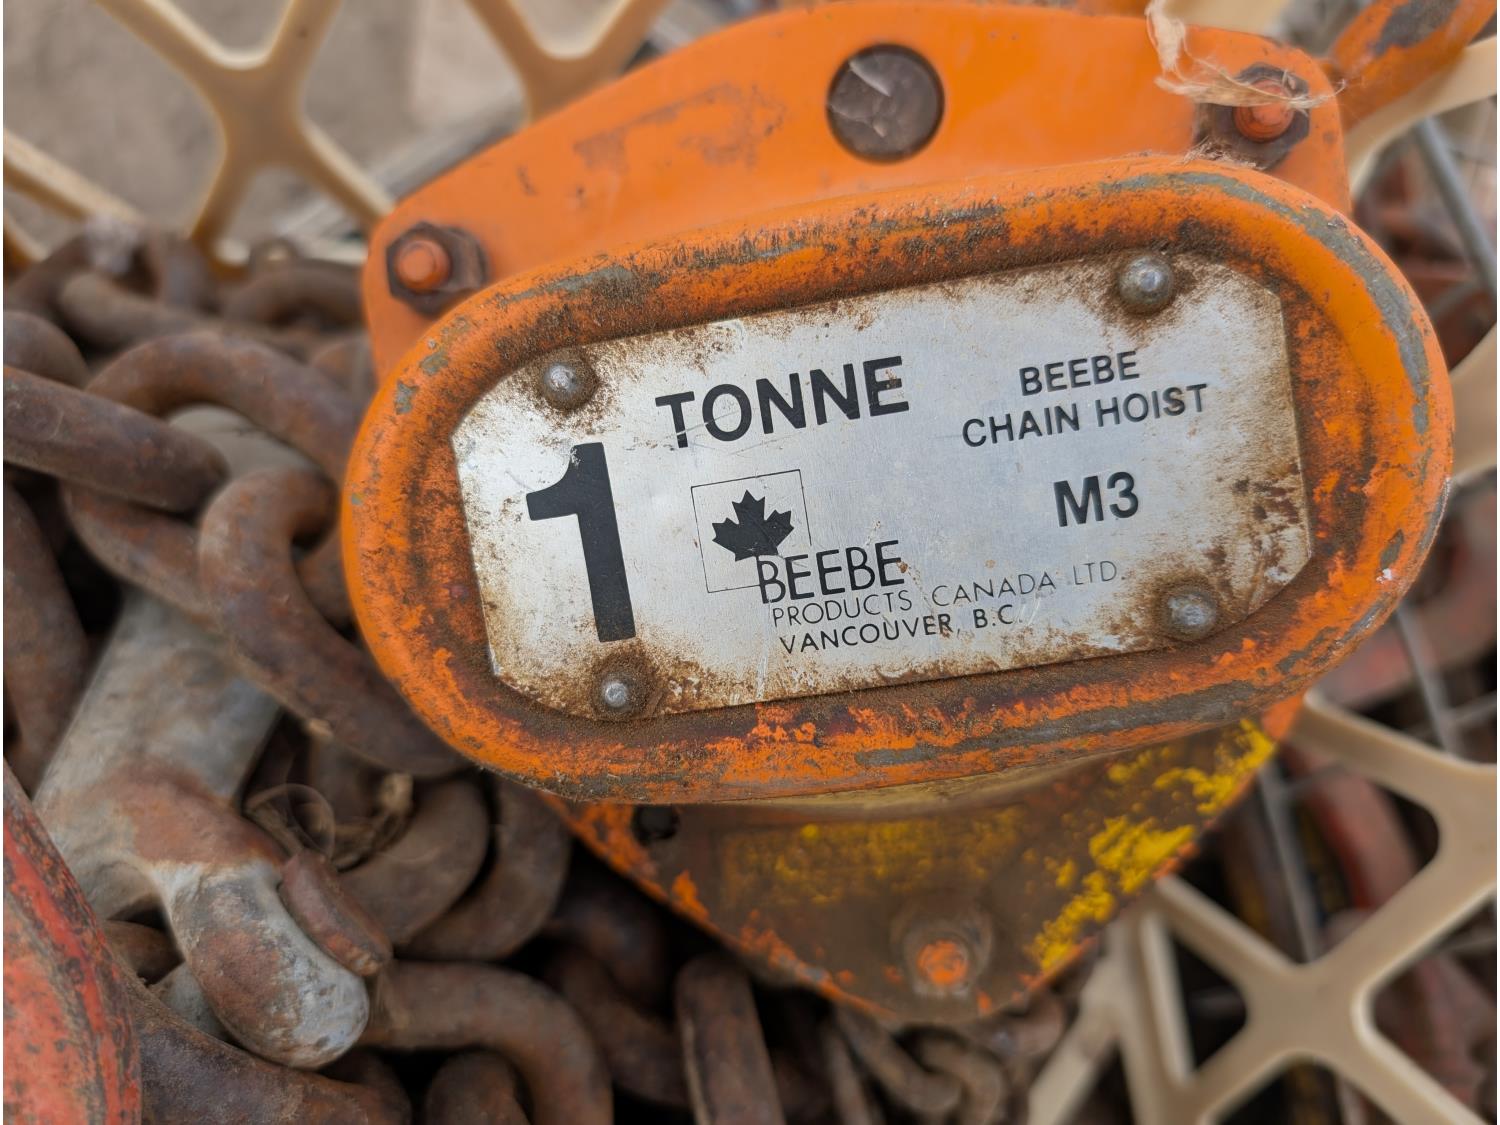 1 TONNE
BEEBE
CHAIN HOIST
M3
BEEBE
PRODUCTS CANADA LTD.
VANCOUVER, B.C.